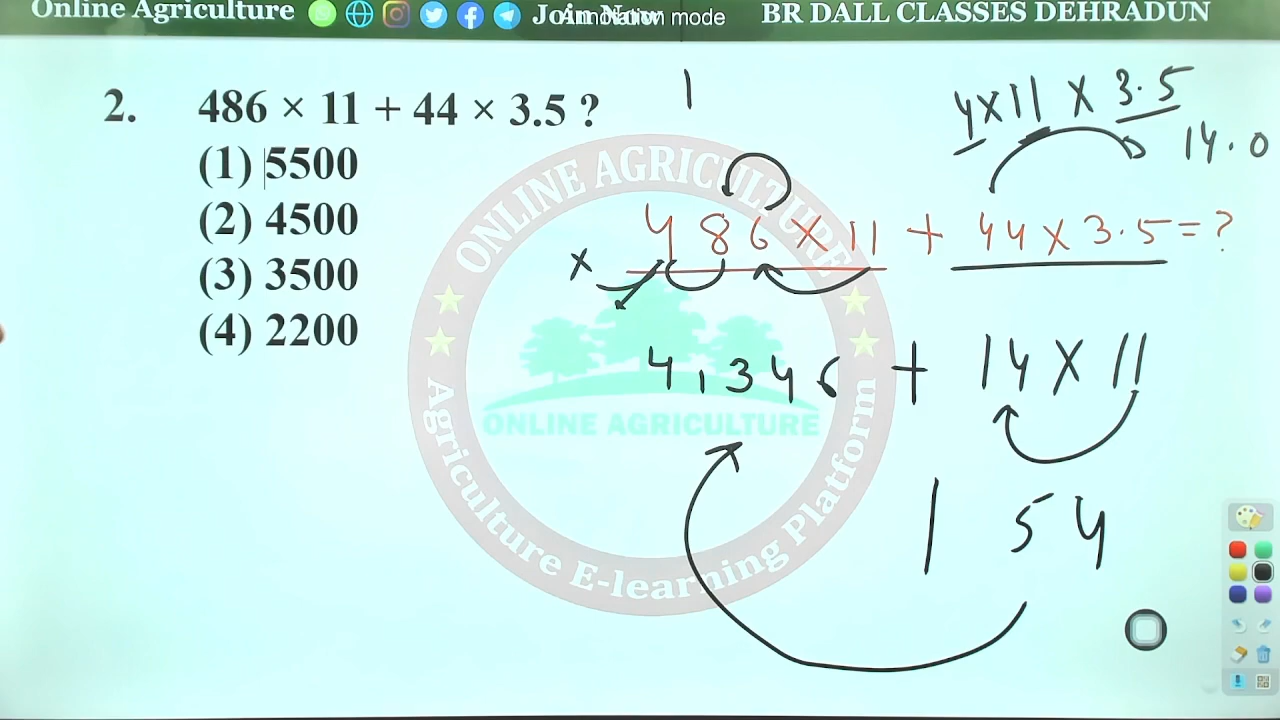 Online Agriculture Join Now BR DALL CLASSES DEHRADUN
Annotation mode
2. 486 × 11 + 44 × 3.5 ?
(1) 5500
(2) 4500
(3) 3500
(4) 2200
1
4×11 × 3.5
14.0
486×11 + 44×3.5=?
x
4,346 + 14×11
154
ONLINE AGRICULTURE
ONLINE AGRICULTURE
Agriculture E-learning Platform